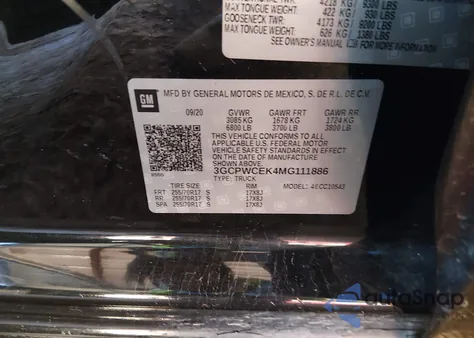 4218 KG / 9300 LBS
MAX TONGUE WEIGHT:
422 KG / 930 LBS
GOOSENECK TWR:
4173 KG / 9200 LBS
MAX TONGUE WEIGHT:
626 KG / 1380 LBS
SEE OWNER'S MANUAL
GM
MFD BY GENERAL MOTORS DE MEXICO, S. DE R.L. DE C.V.
09/20 GVWR GAWR FRT GAWR RR
3085 KG 1678 KG 1724 KG
6800 LB 3700 LB 3800 LB
THIS VEHICLE CONFORMS TO ALL
APPLICABLE U.S. FEDERAL MOTOR
VEHICLE SAFETY STANDARDS IN EFFECT
ON THE DATE OF MANUFACTURE SHOWN
ABOVE.
3GCPWCEK4MG111886
TYPE: TRUCK
TIRE SIZE RIM MODEL:
FRT 255/70R17 S 17X8J
RR 255/70R17 S 17X8J
SPA 255/70R17 S 17X8J
autoSnap